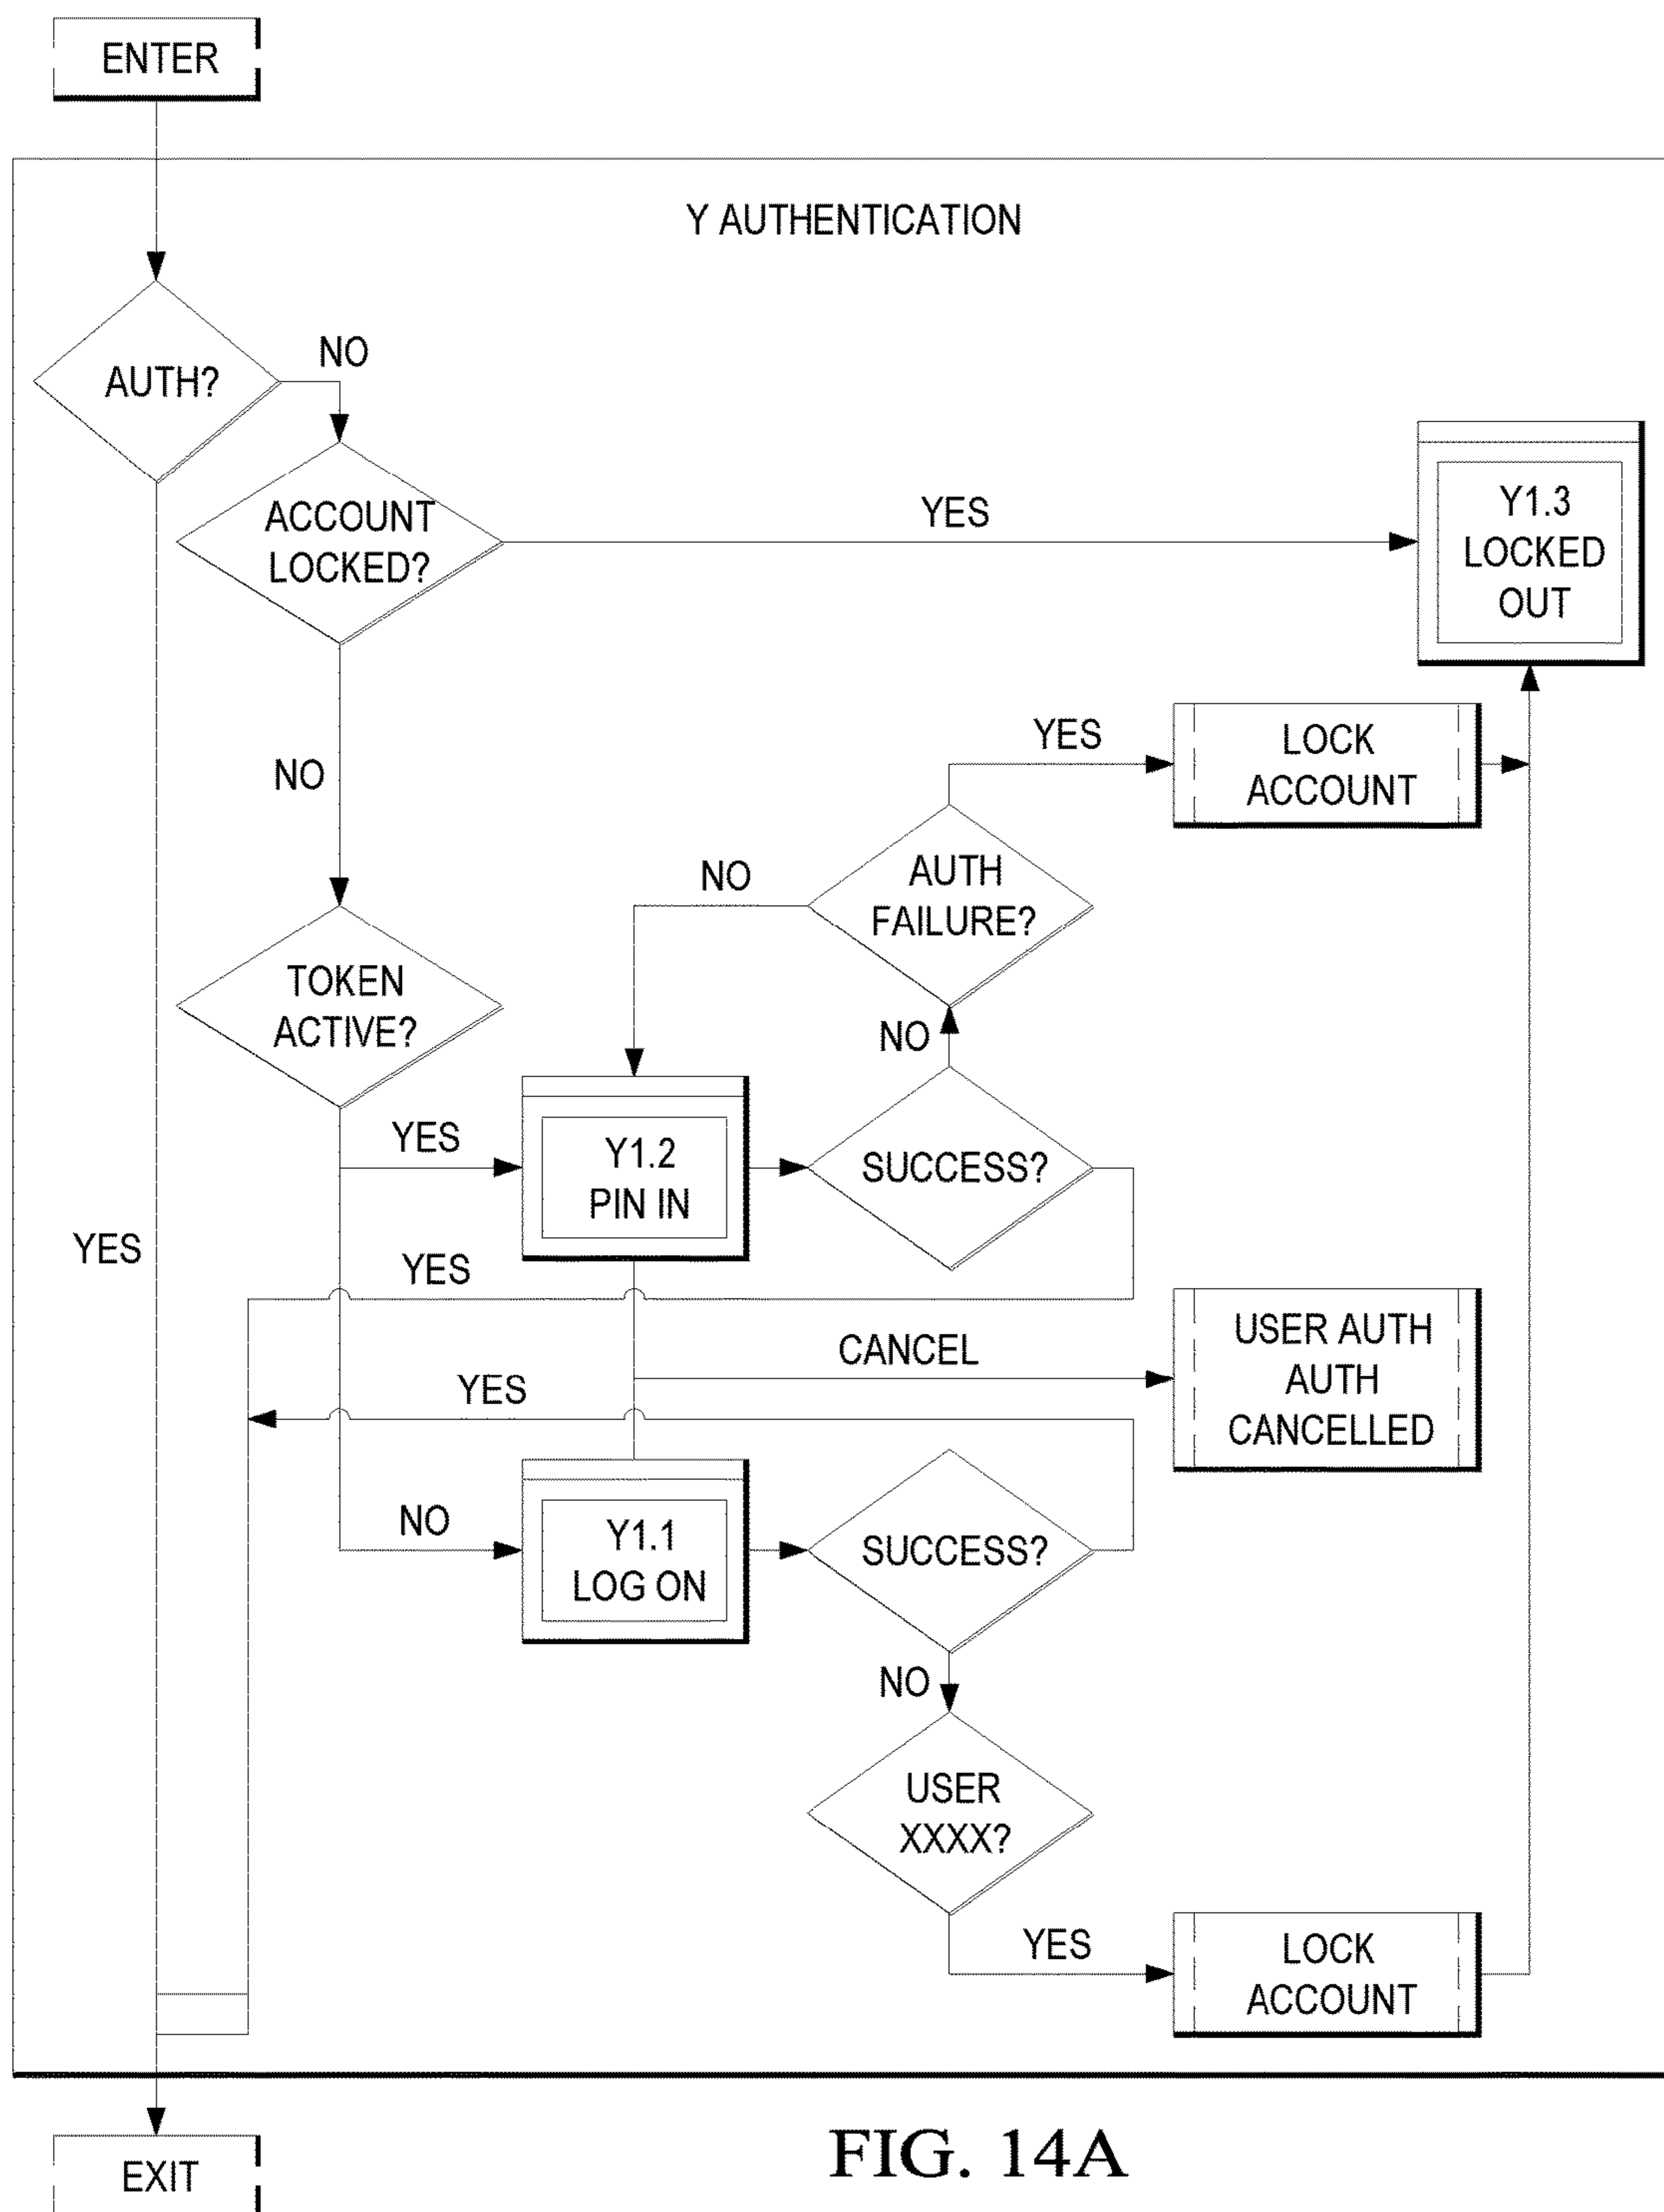 ENTER
Y AUTHENTICATION
NO
AUTH?
YES
ACCOUNT
LOCKED?
Y1.3
LOCKED
OUT
NO
YES
LOCK
ACCOUNT
NO
AUTH
FAILURE?
TOKEN
ACTIVE?
NO
YES
Y1.2
PIN IN
SUCCESS?
YES
YES
CANCEL
USER AUTH
AUTH
CANCELLED
YES
NO
Y1.1
LOG ON
SUCCESS?
NO
USER
XXXX?
YES
LOCK
ACCOUNT
EXIT
FIG. 14A